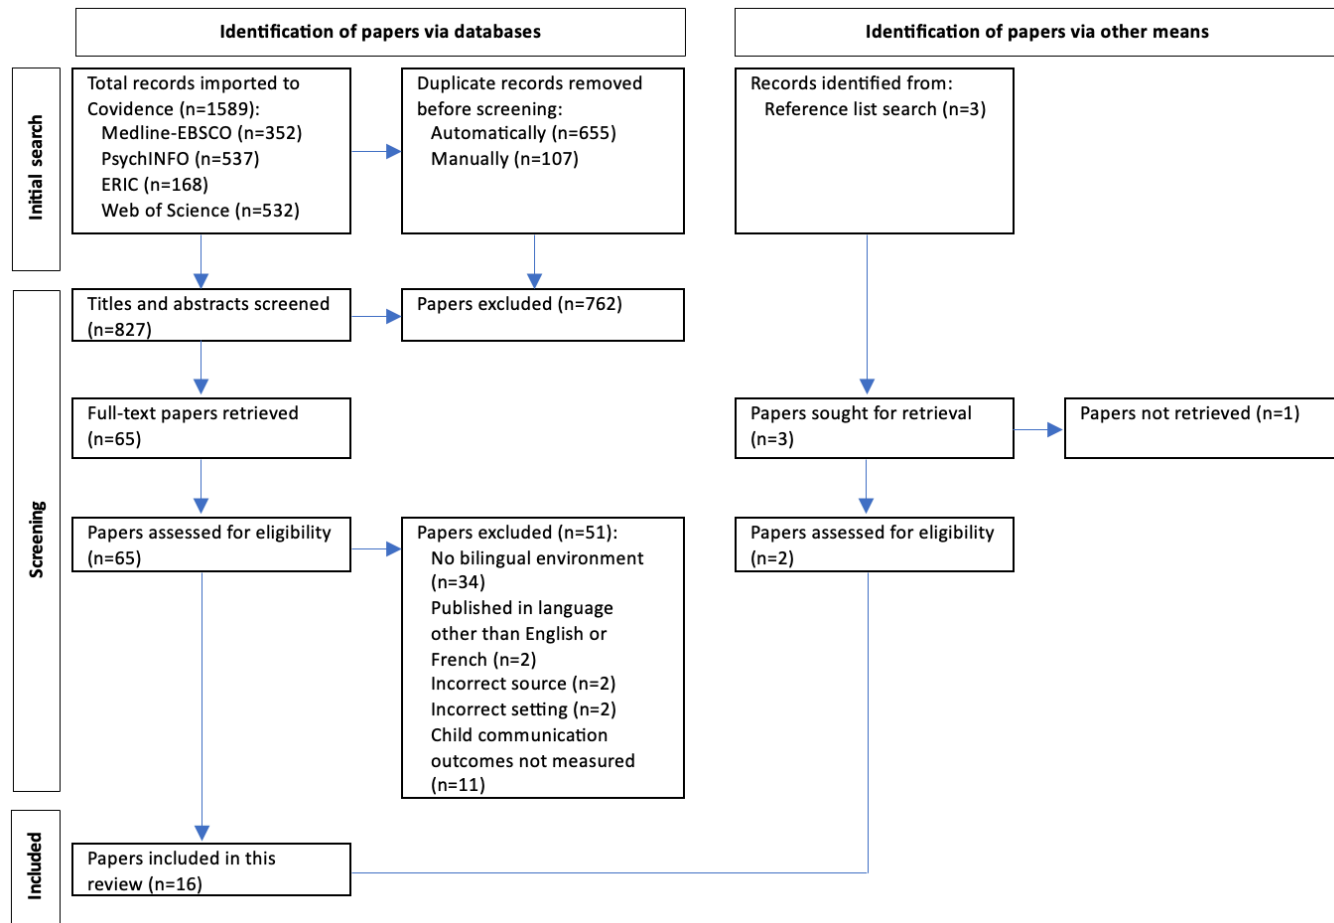 Identification of papers via databases
Identification of papers via other means
Initial search
Total records imported to
Covidence (n=1589):
Medline-EBSCO (n=352)
PsychINFO (n=537)
ERIC (n=168)
Web of Science (n=532)
Duplicate records removed
before screening:
Automatically (n=655)
Manually (n=107)
Records identified from:
Reference list search (n=3)
Screening
Titles and abstracts screened
(n=827)
Papers excluded (n=762)
Full-text papers retrieved
(n=65)
Papers sought for retrieval
(n=3)
Papers not retrieved (n=1)
Papers assessed for eligibility
(n=65)
Papers excluded (n=51):
No bilingual environment
(n=34)
Published in language
other than English or
French (n=2)
Incorrect source (n=2)
Incorrect setting (n=2)
Child communication
outcomes not measured
(n=11)
Papers assessed for eligibility
(n=2)
Included
Papers included in this
review (n=16)